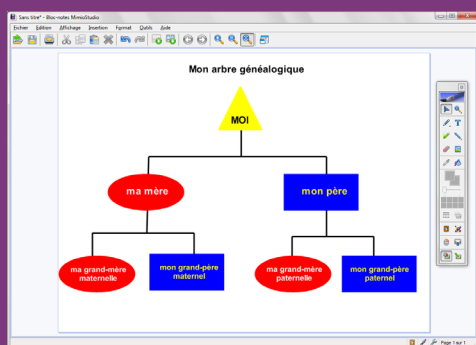 Sans titre* - Bloc-notes MimioStudio
Fichier Edition Affichage Insertion Format Outils Aide
Mon arbre généalogique
MOI
ma mère
mon père
ma grand-mère
maternelle
mon grand-père
maternel
ma grand-mère
paternelle
mon grand-père
paternel
T
Page 1 sur 1